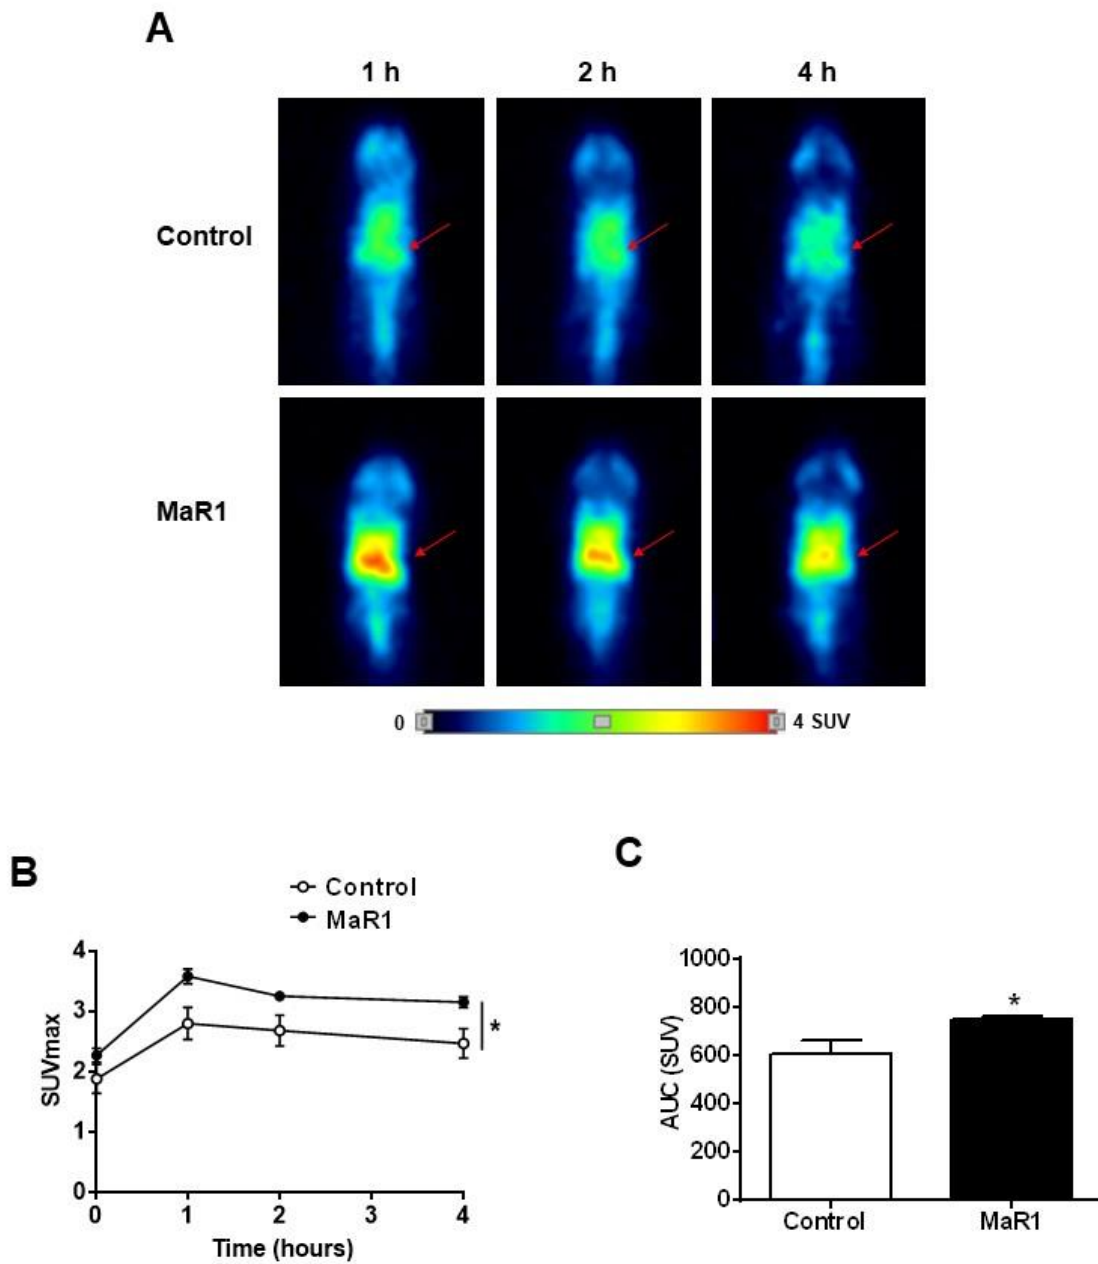 A
1 h 2 h 4 h
Control
MaR1
0 4 SUV
B
Control
MaR1
4
3
2
1
0
SUVmax
*
0 1 2 3 4
Time (hours)
C
1000
800
600
400
200
0
AUC (SUV)
*
Control MaR1